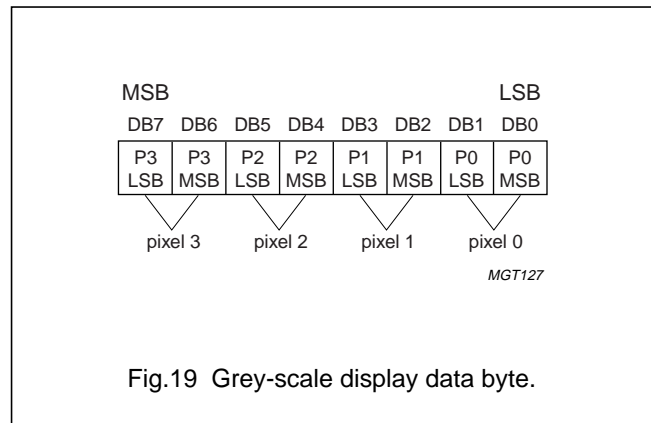 MSB LSB
DB7 DB6 DB5 DB4 DB3 DB2 DB1 DB0
P3 P3 P2 P2 P1 P1 P0 P0
LSB MSB LSB MSB LSB MSB LSB MSB
pixel 3 pixel 2 pixel 1 pixel 0
MGT127
Fig.19 Grey-scale display data byte.